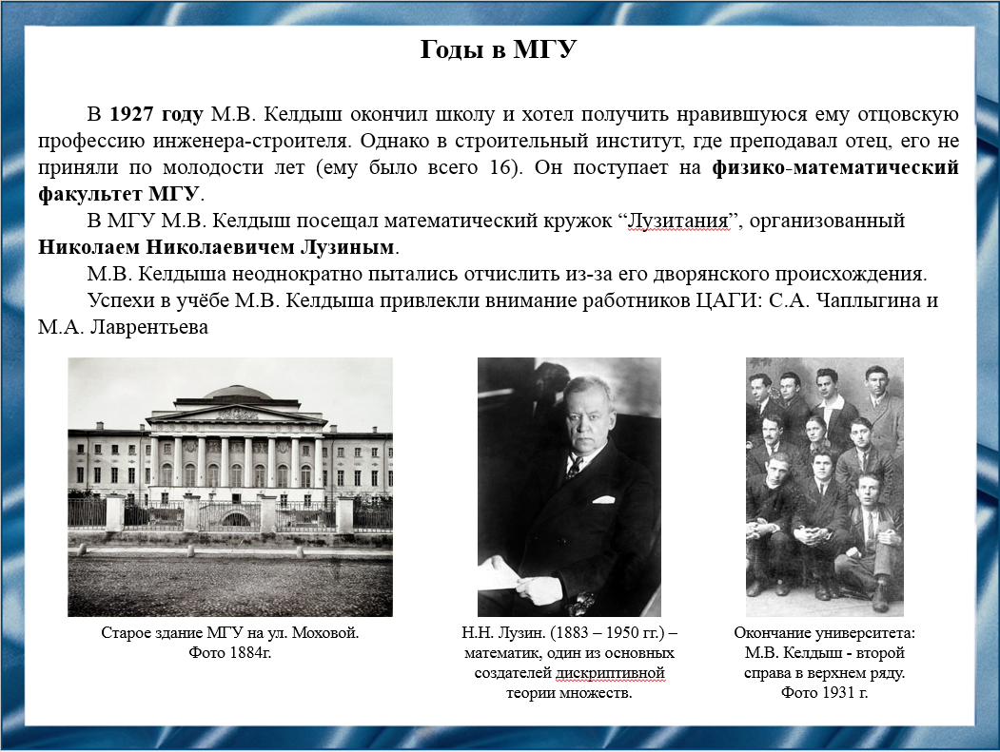 Годы в МГУ
В 1927 году М.В. Келдыш окончил школу и хотел получить нравившуюся ему отцовскую
профессию инженера-строителя. Однако в строительный институт, где преподавал отец, его не
приняли по молодости лет (ему было всего 16). Он поступает на физико-математический
факультет МГУ.
В МГУ М.В. Келдыш посещал математический кружок “Лузитания”, организованный
Николаем Николаевичем Лузиным.
М.В. Келдыша неоднократно пытались отчислить из-за его дворянского происхождения.
Успехи в учёбе М.В. Келдыша привлекли внимание работников ЦАГИ: С.А. Чаплыгина и
М.А. Лаврентьева
Старое здание МГУ на ул. Моховой.
Фото 1884г.
Н.Н. Лузин. (1883 – 1950 гг.) –
математик, один из основных
создателей дискриптивной
теории множеств.
Окончание университета:
М.В. Келдыш - второй
справа в верхнем ряду.
Фото 1931 г.